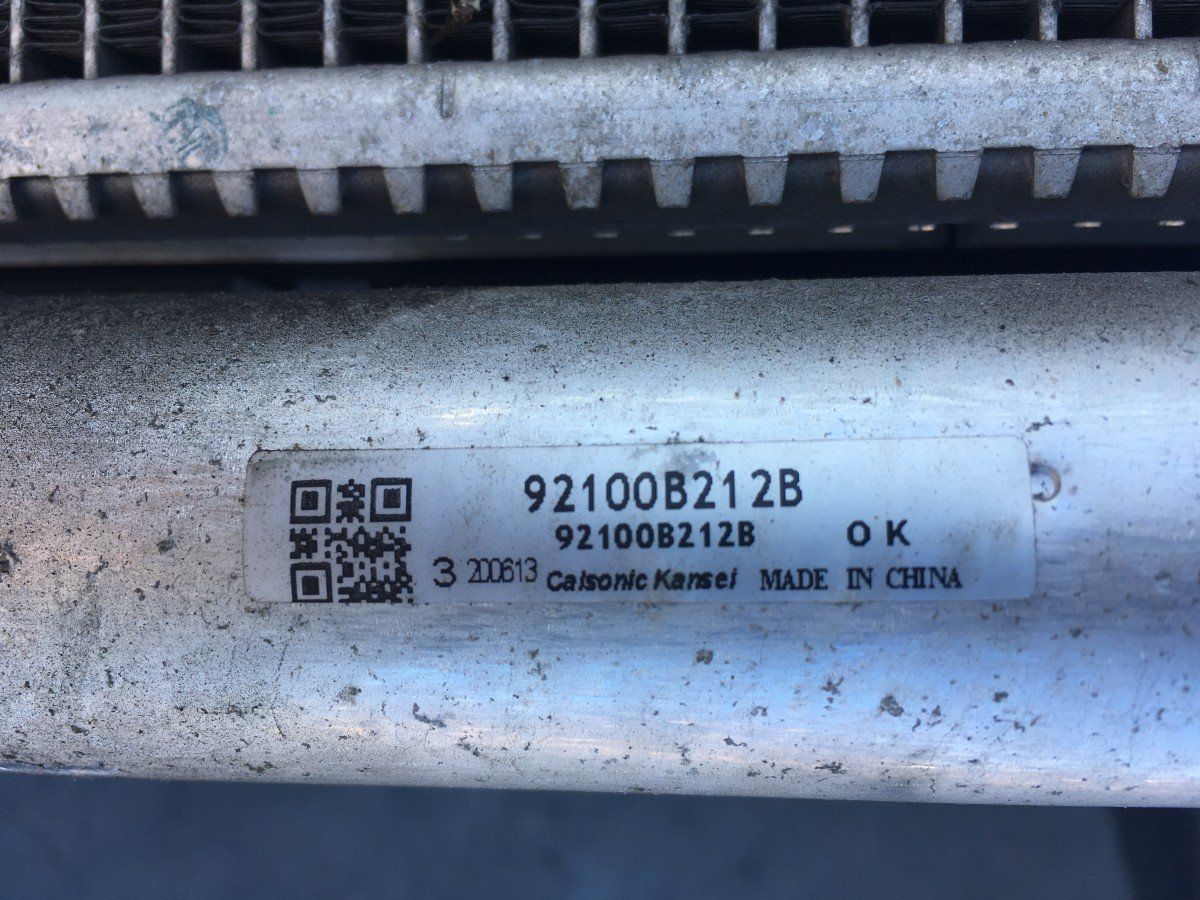 92100B212B
92100B212B OK
3 200613 Calsonic Kansei MADE IN CHINA